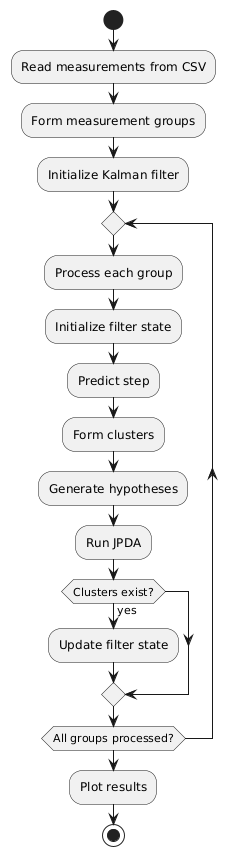 Read measurements from CSV
Form measurement groups
Initialize Kalman filter
Process each group
Initialize filter state
Predict step
Form clusters
Generate hypotheses
Run JPDA
Clusters exist?
yes
Update filter state
All groups processed?
Plot results